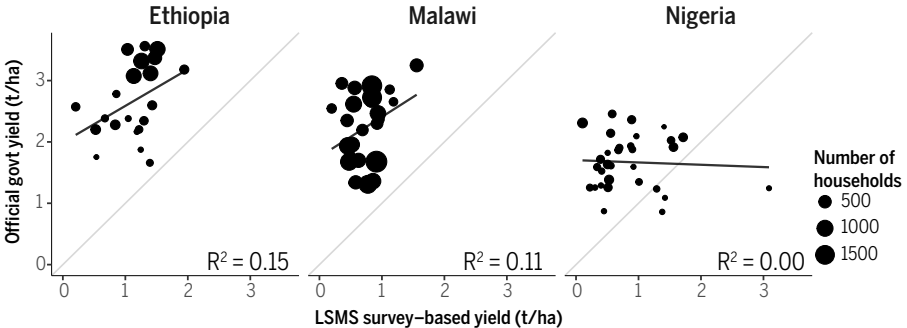 Ethiopia Malawi Nigeria
Official govt yield (t/ha)
3
2
1
0
R² = 0.15 R² = 0.11 R² = 0.00
0 1 2 3 0 1 2 3 0 1 2 3
LSMS survey–based yield (t/ha)
Number of
households
500
1000
1500